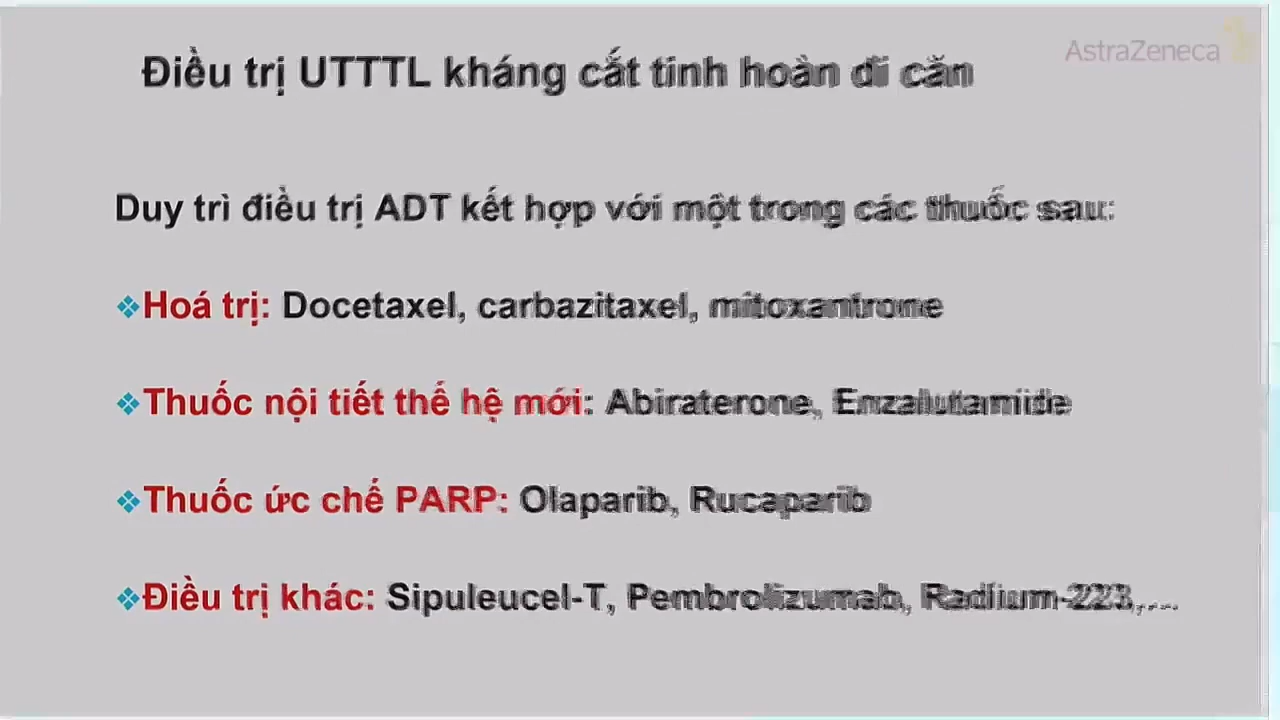 AstraZeneca
Điều trị UTTTL kháng cắt tinh hoàn di căn
Duy trì điều trị ADT kết hợp với một trong các thuốc sau:
Hoá trị: Docetaxel, carbazitaxel, mitoxantrone
Thuốc nội tiết thế hệ mới: Abiraterone, Enzalutamide
Thuốc ức chế PARP: Olaparib, Rucaparib
Điều trị khác: Sipuleucel-T, Pembrolizumab, Radium-223,...